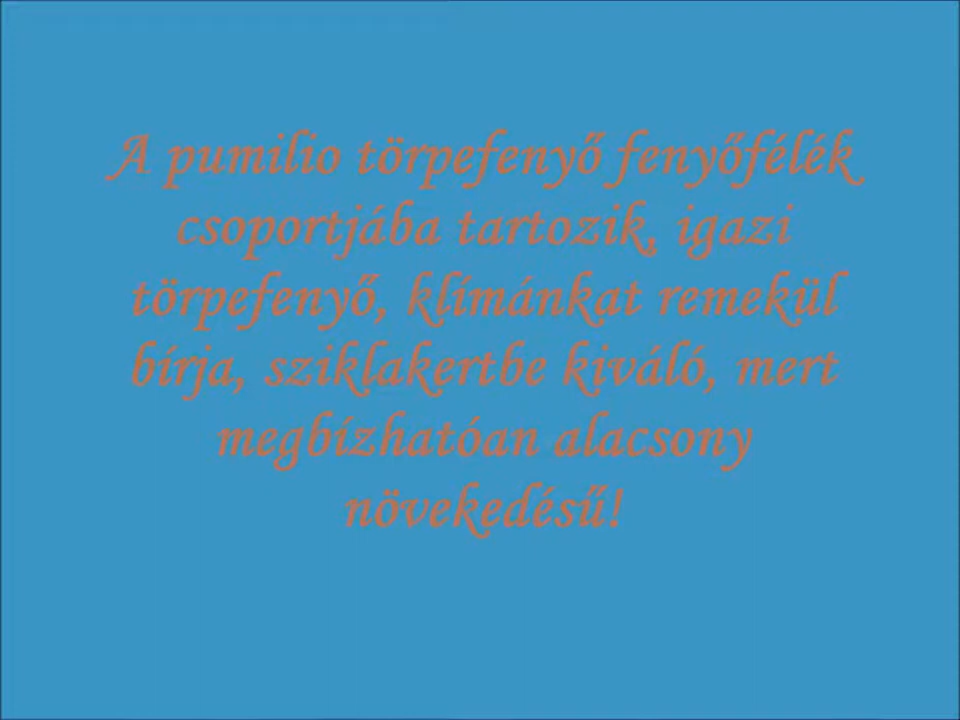 A pumilio törpefenyő fenyőfélék
csoportjába tartozik, igazi
törpefenyő, klímánkat remekül
bírja, sziklakertbe kiváló, mert
megbízhatóan alacsony
növekedésű!